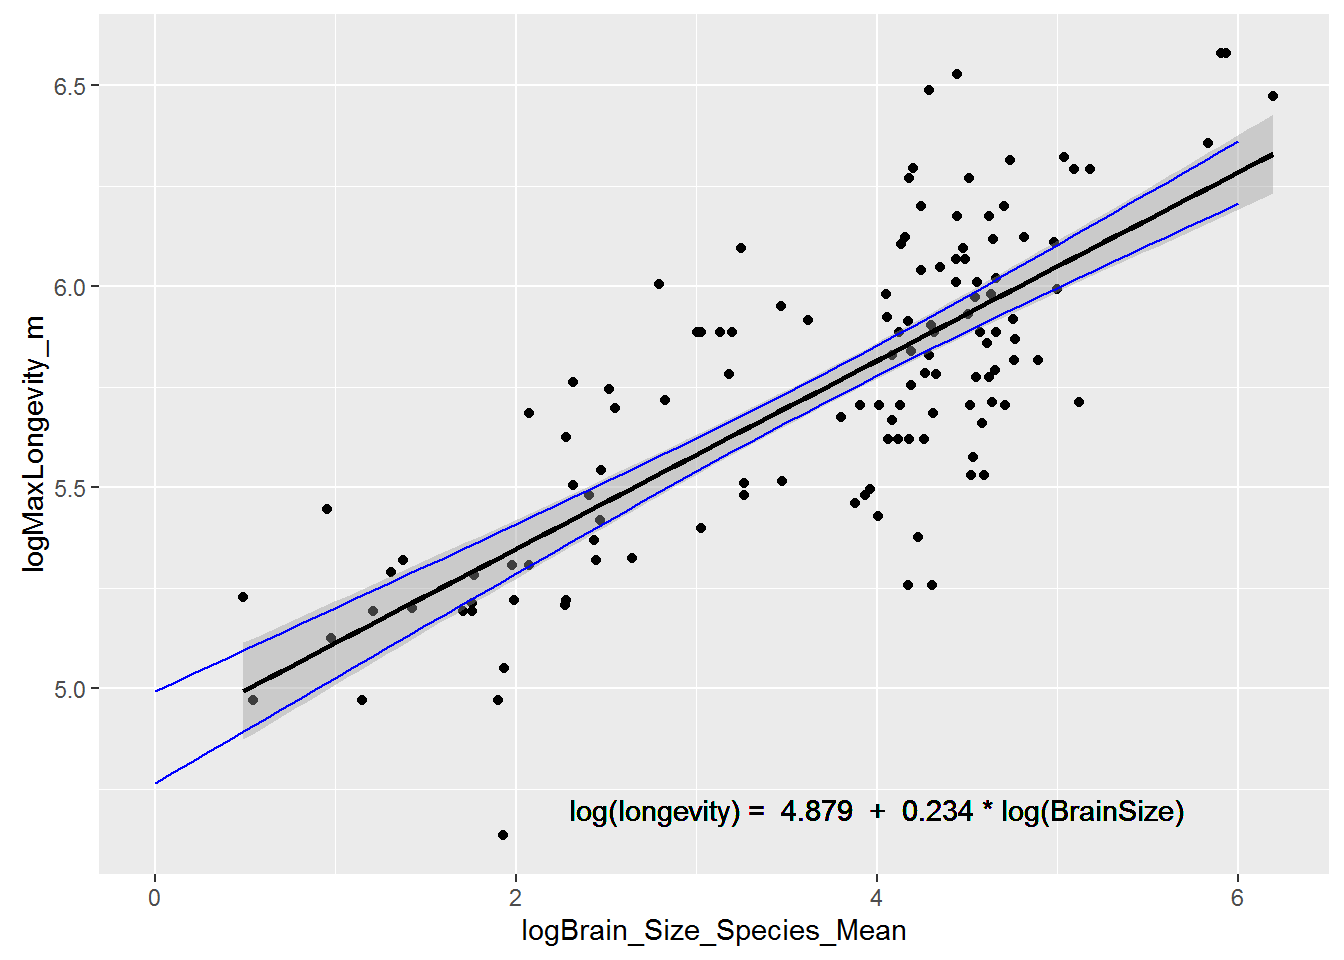 6.5
6.0
5.5
5.0
logMaxLongevity_m
log(longevity) =  4.879  +  0.234 * log(BrainSize)
0 2 4 6
logBrain_Size_Species_Mean